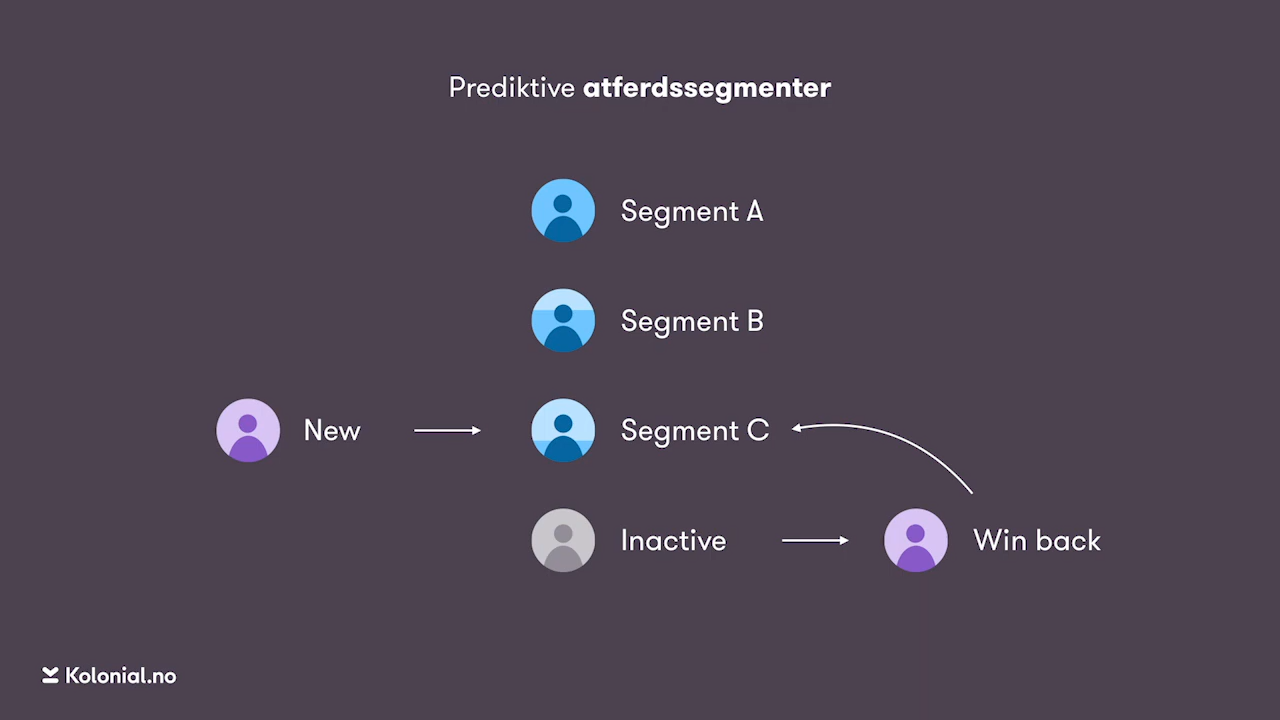 Prediktive atferdssegmenter
Segment A
Segment B
New
Segment C
Inactive
Win back
Kolonial.no